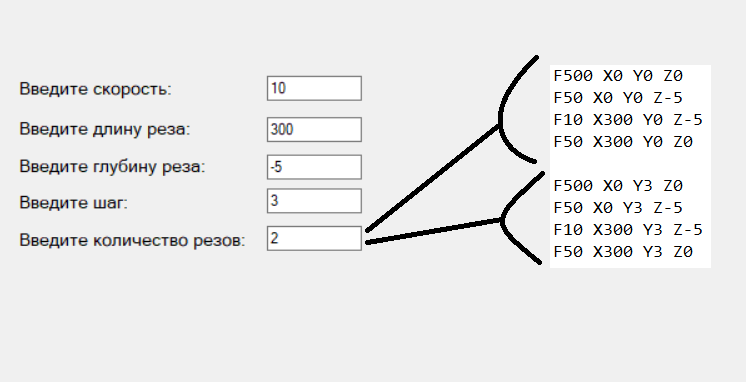 Введите скорость: 10
Введите длину реза: 300
Введите глубину реза: -5
Введите шаг: 3
Введите количество резов: 2
F500 X0 Y0 Z0
F50 X0 Y0 Z-5
F10 X300 Y0 Z-5
F50 X300 Y0 Z0
F500 X0 Y3 Z0
F50 X0 Y3 Z-5
F10 X300 Y3 Z-5
F50 X300 Y3 Z0